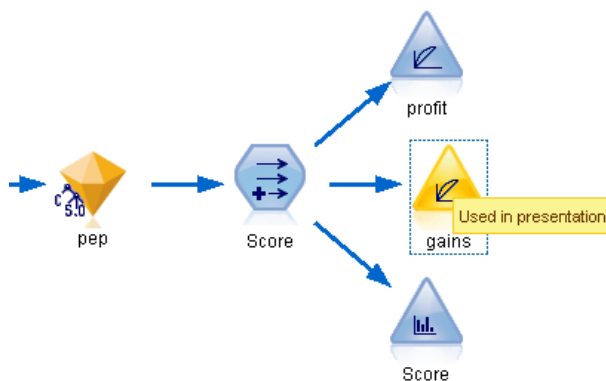 profit
C 5.0
pep
Score
Used in presentation
gains
Score